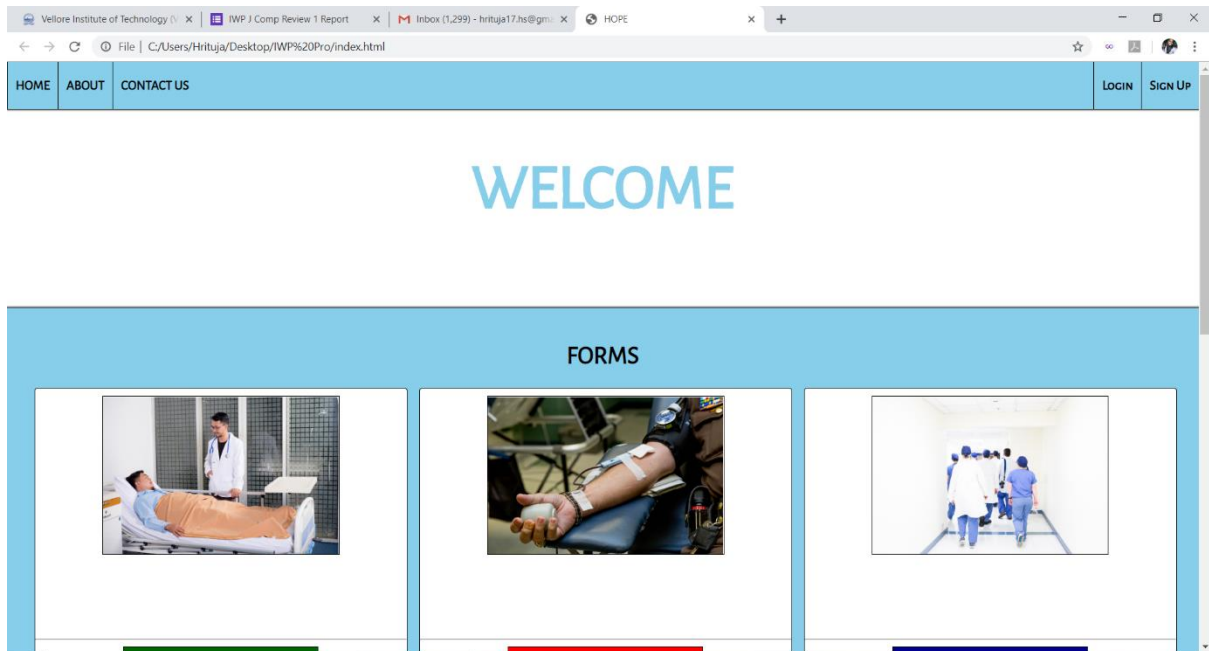 Vellore Institute of Technology (V
IWP J Comp Review 1 Report
Inbox (1,299) - hrituja17.hs@gma
HOPE
File | C:/Users/Hrituja/Desktop/IWP%20Pro/index.html
HOME ABOUT CONTACT US Login Sign Up
WELCOME
FORMS